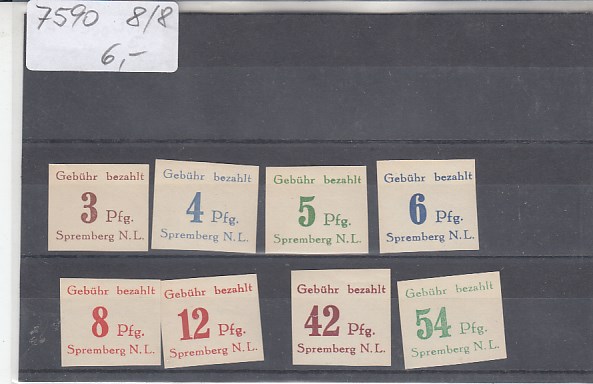 7590 8/8
6,-
Gebühr bezahlt
3 Pfg.
Spremberg N.L.
Gebühr bezahlt
4 Pfg.
Spremberg N.L.
Gebühr bezahlt
5 Pfg.
Spremberg N.L.
Gebühr bezahlt
6 Pfg.
Spremberg N.L.
Gebühr bezahlt
8 Pfg.
Spremberg N.L.
Gebühr bezahlt
12 Pfg.
Spremberg N.L.
Gebühr bezahlt
42 Pfg.
Spremberg N.L.
Gebühr bezahlt
54 Pfg.
Spremberg N.L.